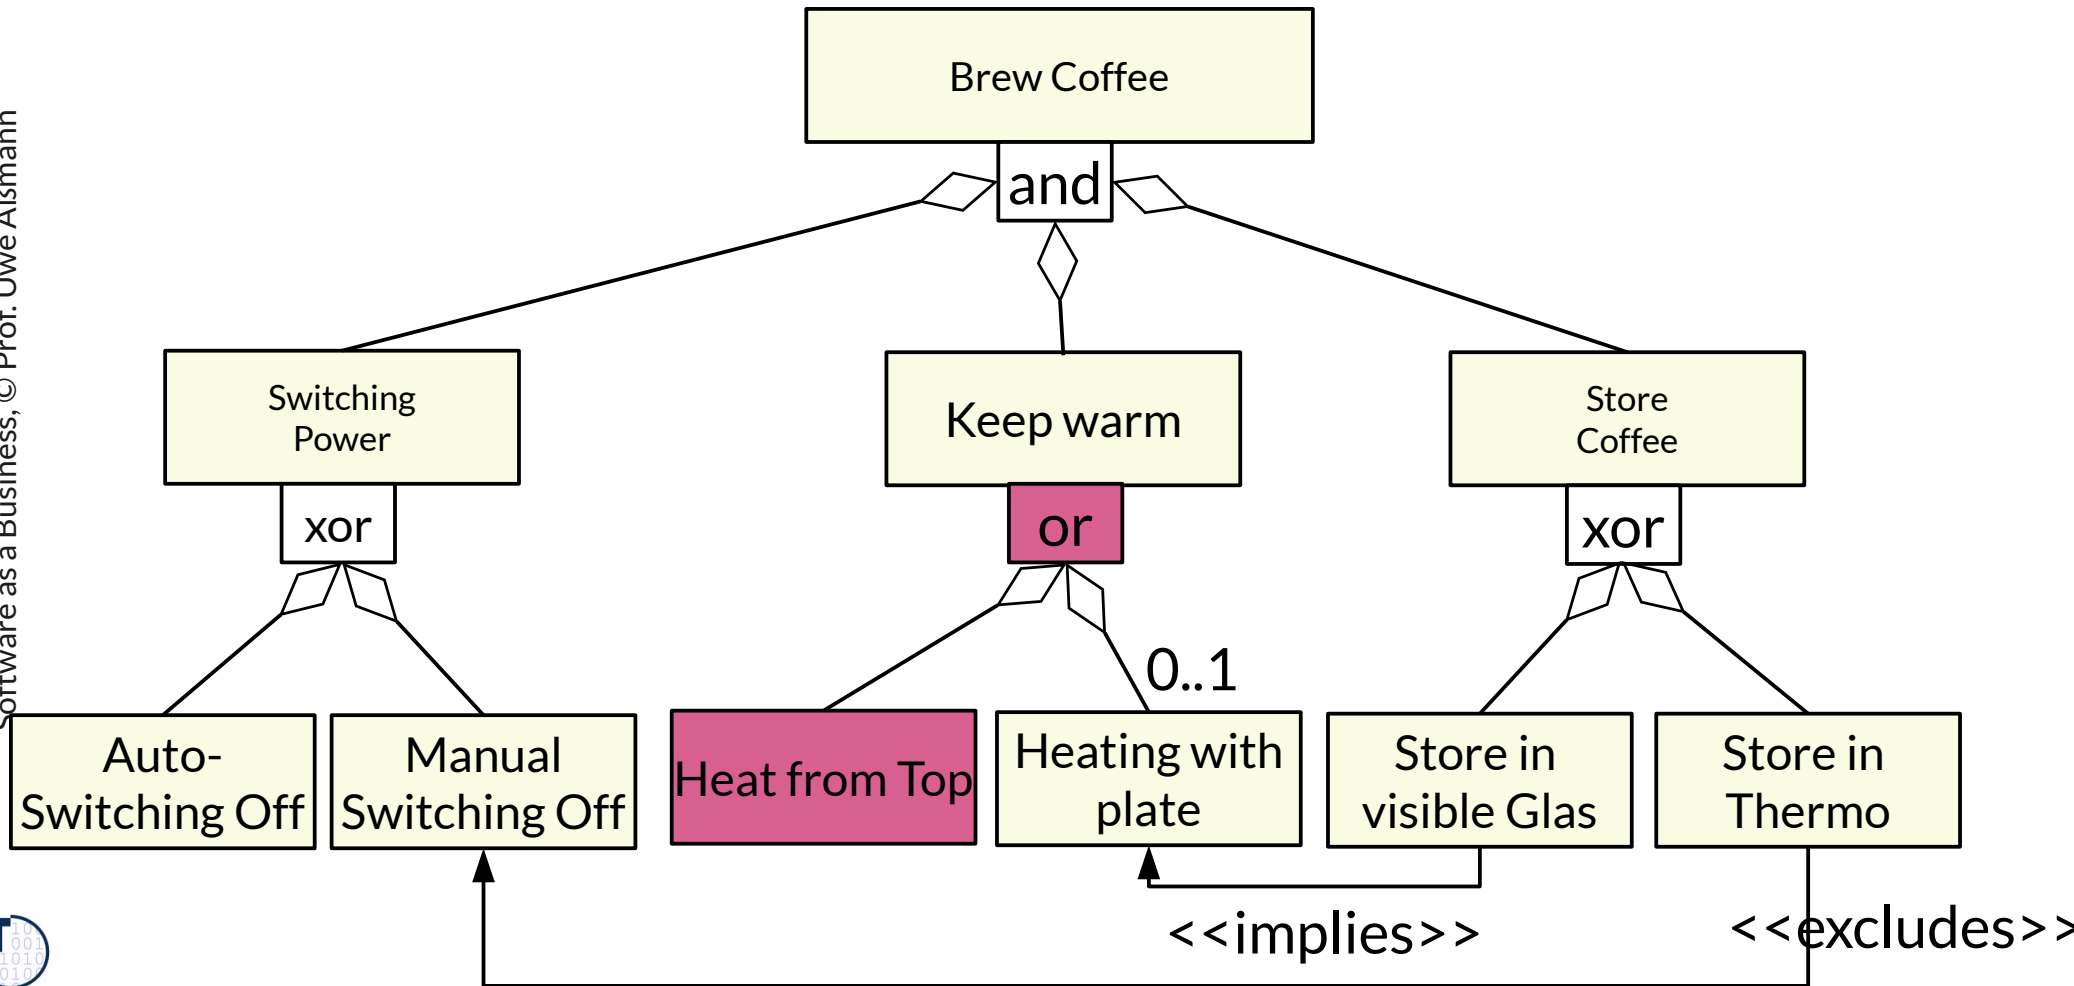 Brew Coffee
and
Switching
Power
Keep warm
Store
Coffee
xor
or
xor
0..1
Auto-
Switching Off
Manual
Switching Off
Heat from Top
Heating with
plate
Store in
visible Glas
Store in
Thermo
<<implies>>
<<excludes>>
Software as a Business, © Prof. Uwe Aßmann